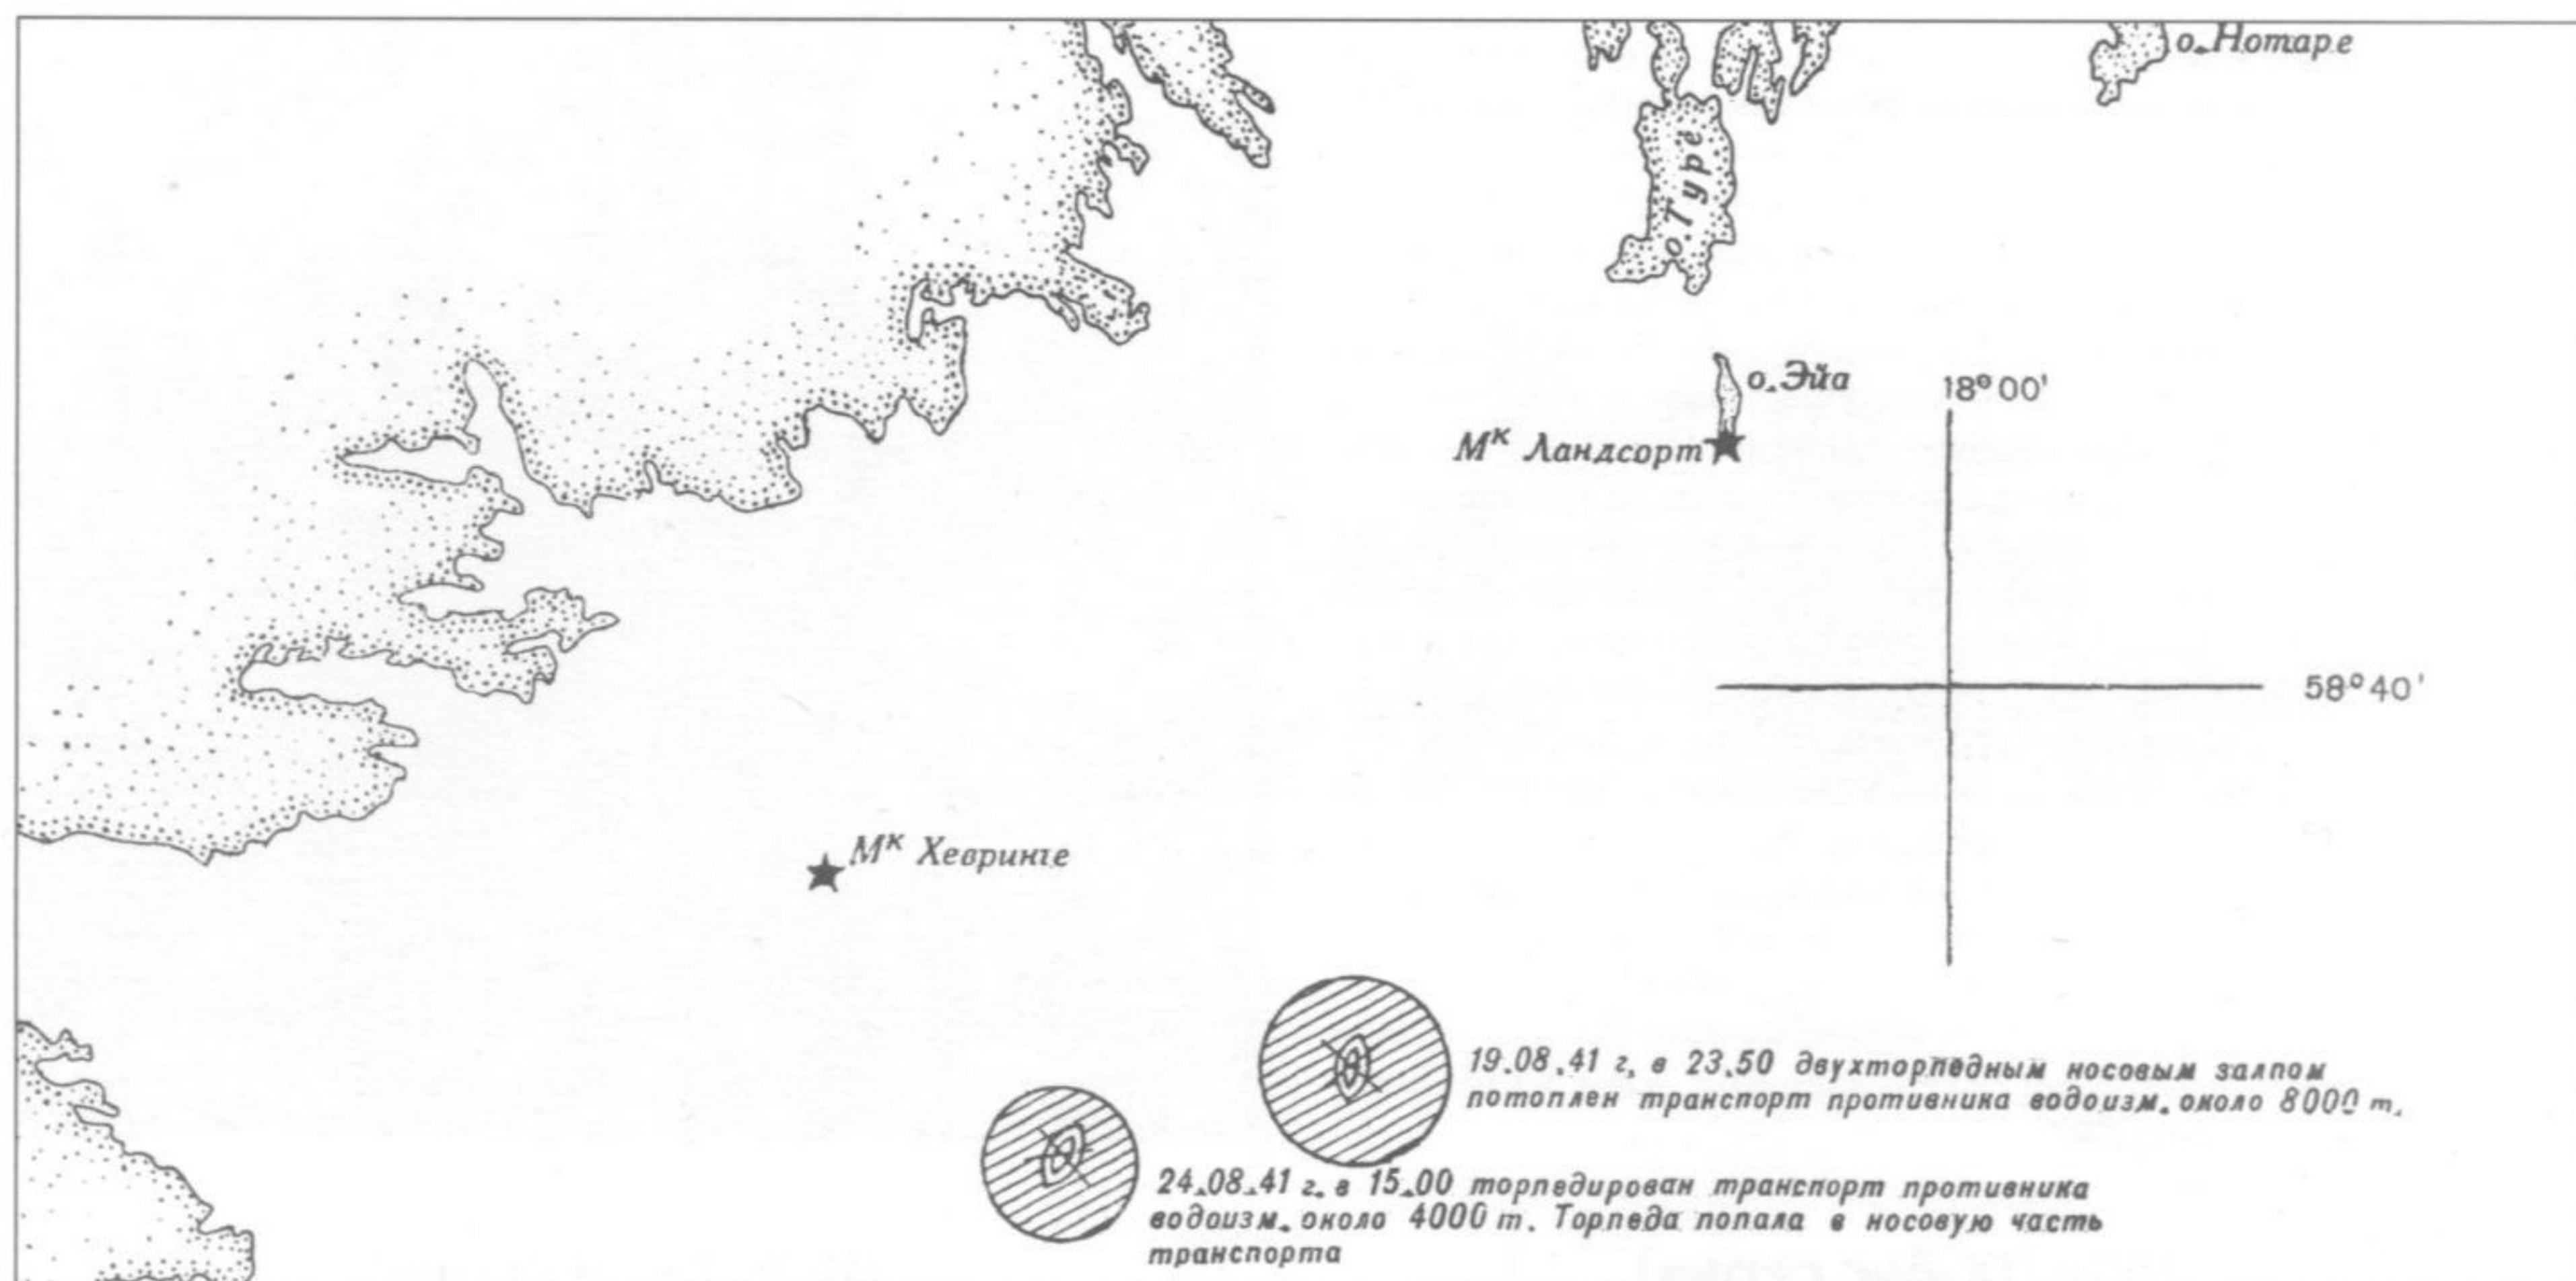 о. Нотаре
о. Туре
о. Эйа
18°00'
Мк Ландсорт
58°40'
Мк Хевринге
19.08.41 г, в 23.50 двухторпедным носовым залпом
потоплен транспорт противника водоизм. около 8000 т.
24.08.41 г. в 15.00 торпедирован транспорт противника
водоизм. около 4000 т. Торпеда попала в носовую часть
транспорта